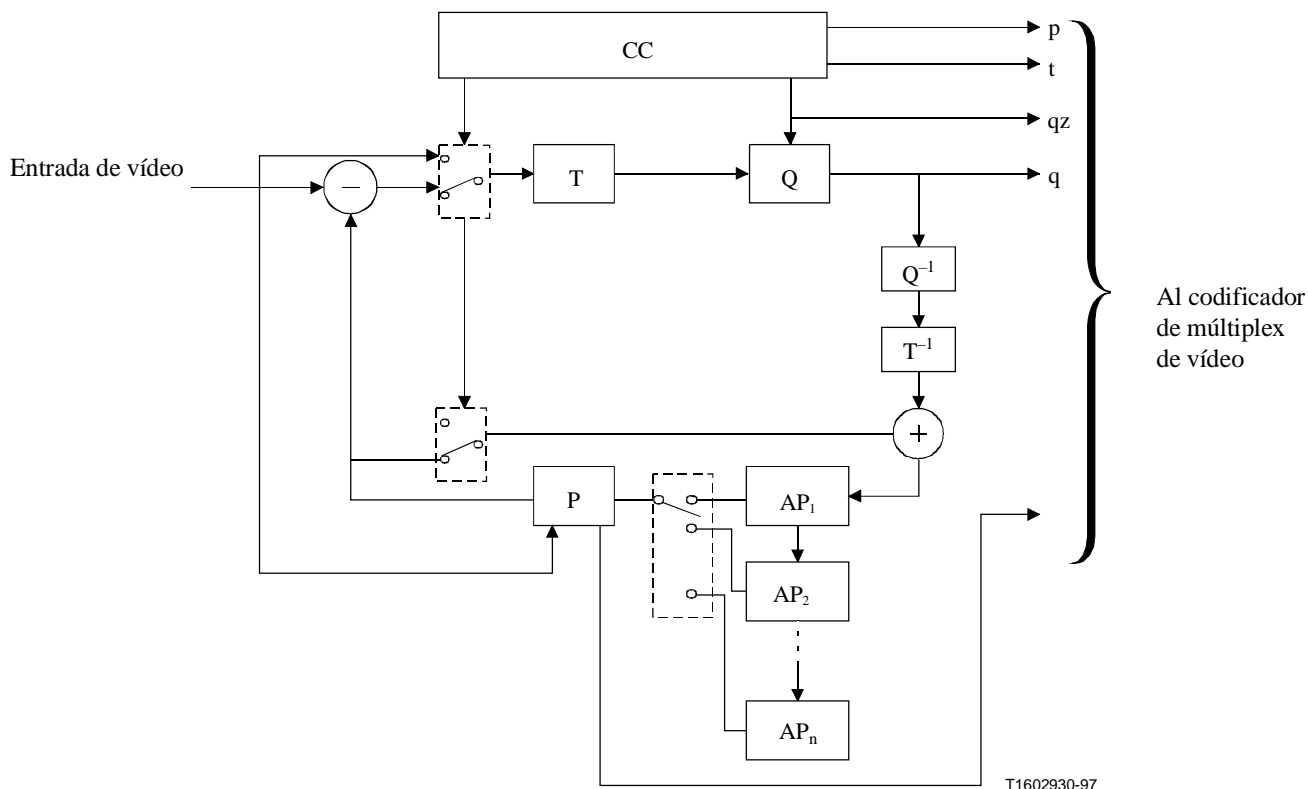 CC
p
t
qz
Entrada de vídeo
T
Q
q
Q⁻¹
T⁻¹
Al codificador
de múltiplex
de vídeo
+
−
P
AP₁
AP₂
APₙ
T1602930-97